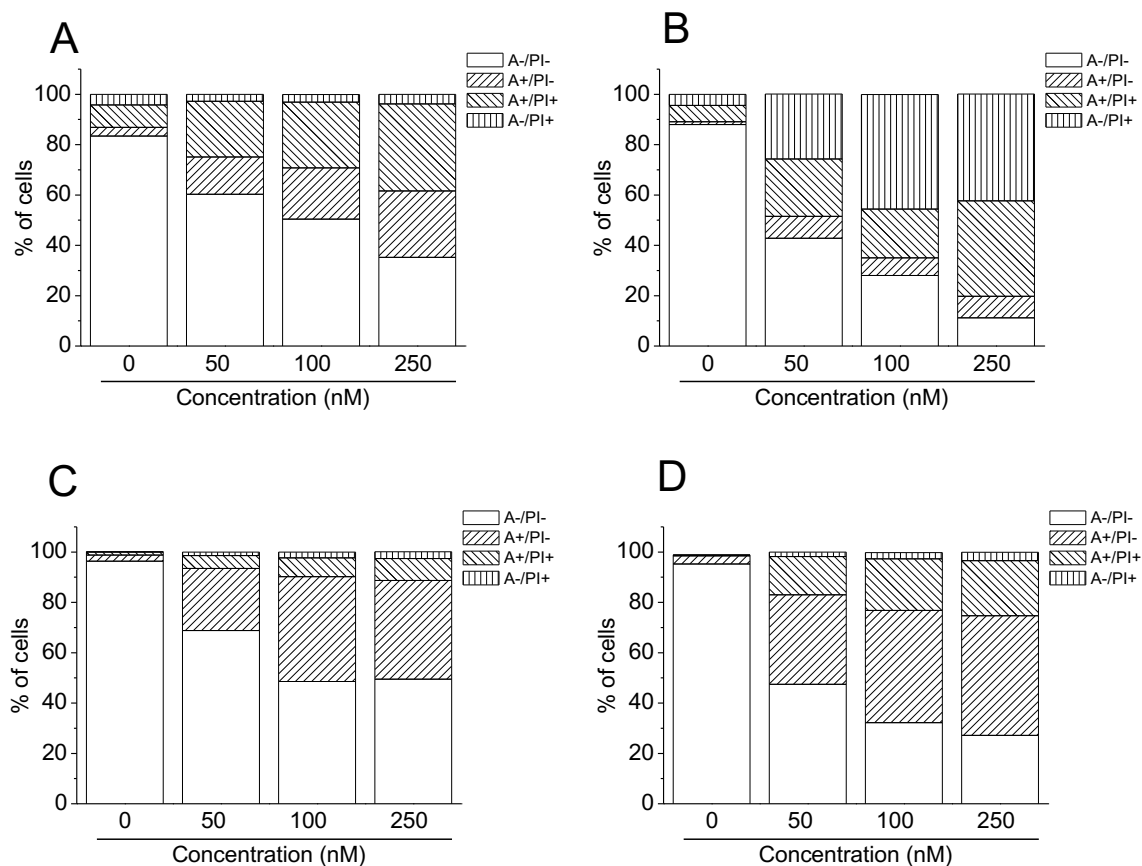 A
A-/PI-
A+/PI-
A+/PI+
A-/PI+
100
80
60
40
20
0
% of cells
0 50 100 250
Concentration (nM)
B
A-/PI-
A+/PI-
A+/PI+
A-/PI+
100
80
60
40
20
0
% of cells
0 50 100 250
Concentration (nM)
C
A-/PI-
A+/PI-
A+/PI+
A-/PI+
100
80
60
40
20
0
% of cells
0 50 100 250
Concentration (nM)
D
A-/PI-
A+/PI-
A+/PI+
A-/PI+
100
80
60
40
20
0
% of cells
0 50 100 250
Concentration (nM)